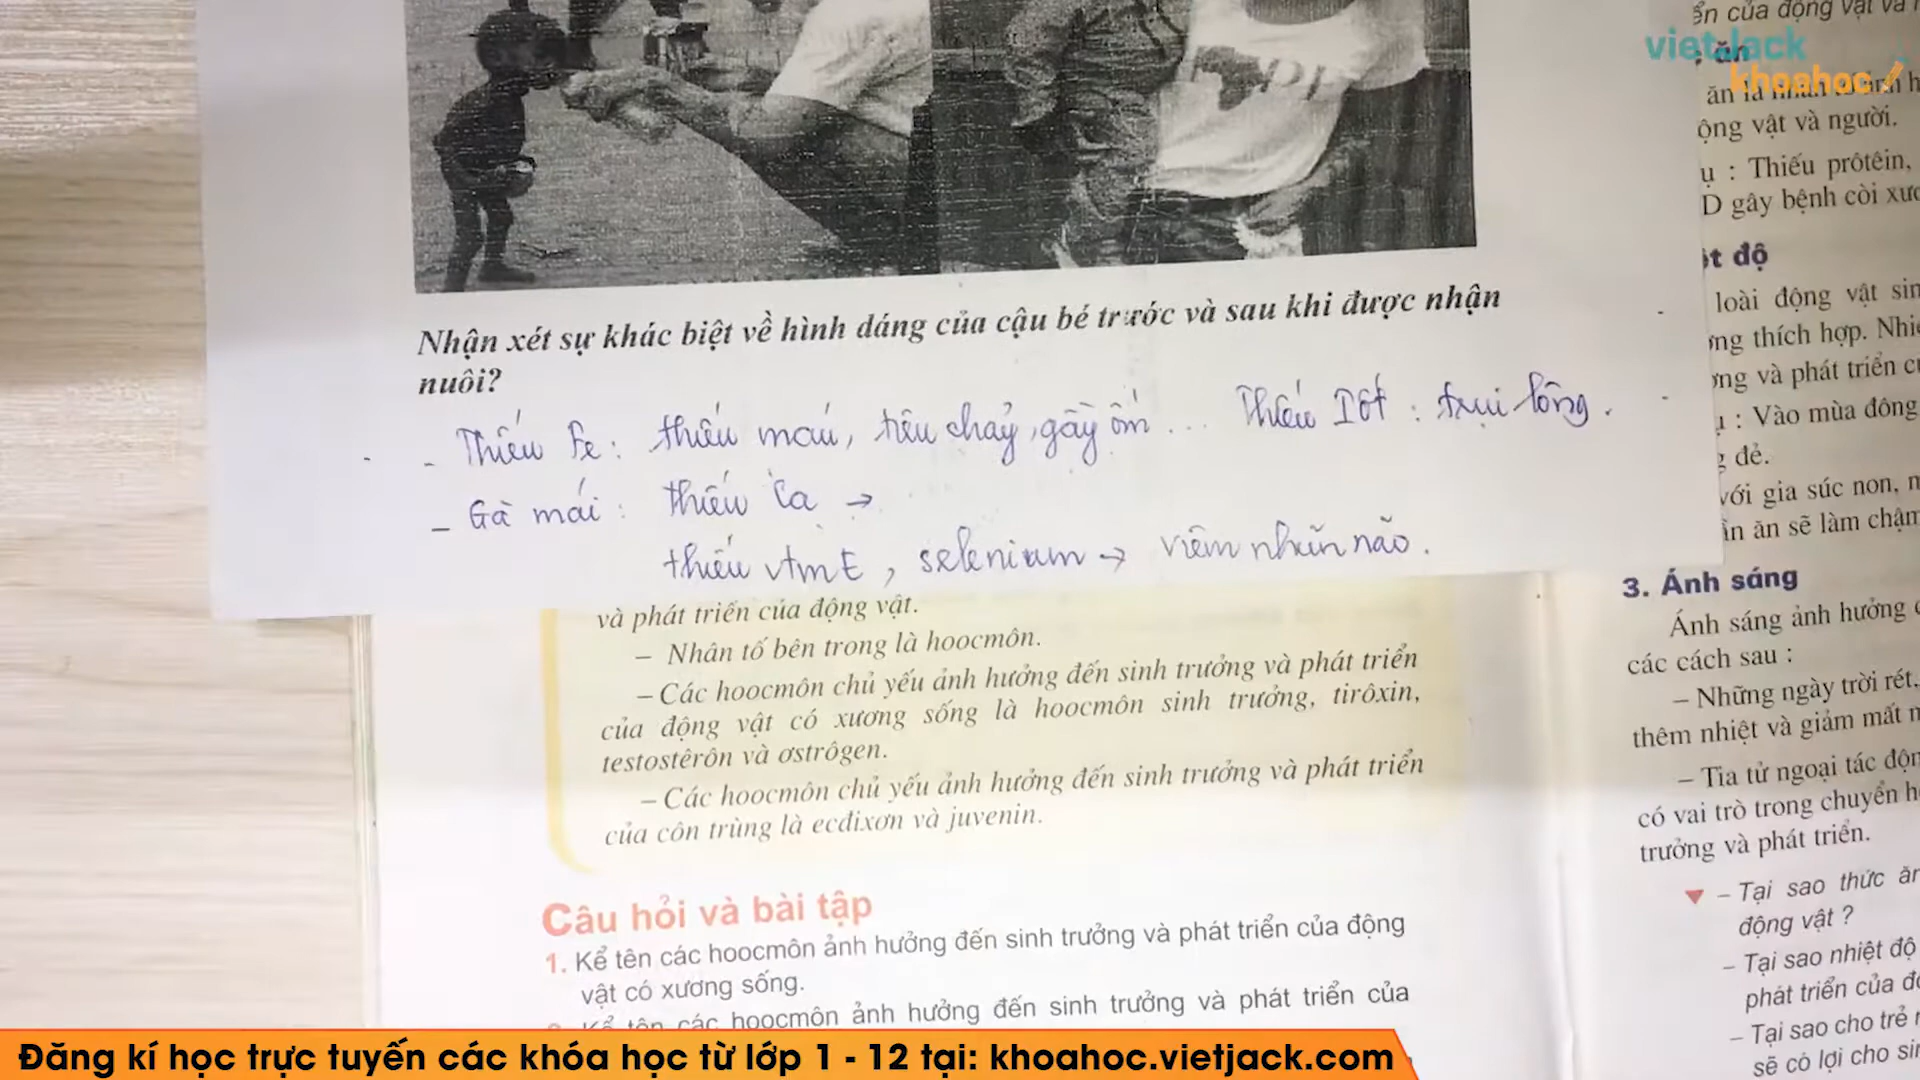 vietJack
khoahoc
Nhận xét sự khác biệt về hình dáng của cậu bé trước và sau khi được nhận
nuôi?
- Thiếu Fe: thiếu máu, tiêu chảy, gầy ốm ... Thiếu Iốt: trụi lông.
- Gà mái: thiếu Ca →
thiếu vtm E, selenium → viêm nhũn não.
và phát triển của động vật.
– Nhân tố bên trong là hoocmôn.
– Các hoocmôn chủ yếu ảnh hưởng đến sinh trưởng và phát triển
của động vật có xương sống là hoocmôn sinh trưởng, tirôxin,
testostêrôn và ơstrôgen.
– Các hoocmôn chủ yếu ảnh hưởng đến sinh trưởng và phát triển
của côn trùng là ecđixơn và juvenin.
Câu hỏi và bài tập
1. Kể tên các hoocmôn ảnh hưởng đến sinh trưởng và phát triển của động
vật có xương sống.
Kể tên các hoocmôn ảnh hưởng đến sinh trưởng và phát triển của
của động vật và
ăn
ăn là nhân
động vật và người.
: Thiếu prôtêin,
D gây bệnh còi
độ
loài động vật
thích hợp.
và phát triển
: Vào mùa đông
đẻ.
với gia súc non,
ăn sẽ làm chậm
3. Ánh sáng
Ánh sáng ảnh hưởng
các cách sau :
– Những ngày trời rét,
thêm nhiệt và giảm mất
– Tia tử ngoại tác
có vai trò trong chuyển
trưởng và phát triển.
– Tại sao thức
động vật ?
– Tại sao nhiệt độ
phát triển của
– Tại sao cho trẻ
sẽ có lợi cho
Đăng kí học trực tuyến các khóa học từ lớp 1 - 12 tại: khoahoc.vietjack.com